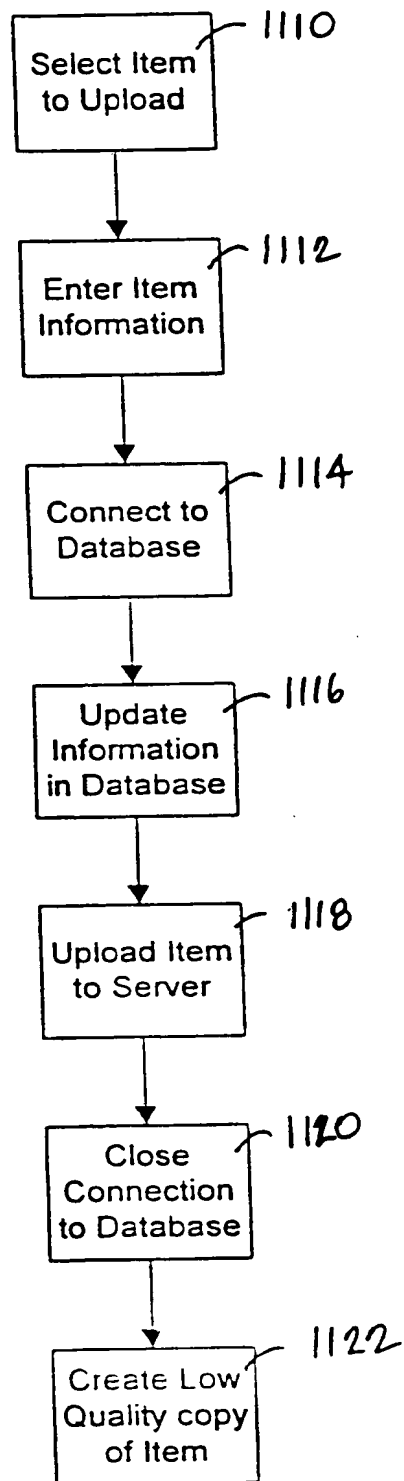 1110
Select Item
to Upload
1112
Enter Item
Information
1114
Connect to
Database
1116
Update
Information
in Database
1118
Upload Item
to Server
1120
Close
Connection
to Database
1122
Create Low
Quality copy
of Item